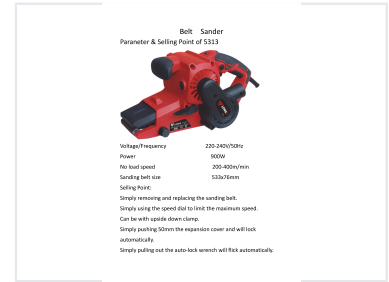 Belt Sander
Paraneter & Selling Point of 5313
Voltage/Frequency 220-240V/50Hz
Power 900W
No load speed 200-400m/min
Sanding belt size 533x76mm
Selling Point:
Simply removing and replacing the sanding belt.
Simply using the speed dial to limit the maximum speed.
Can be with upside down clamp.
Simply pushing 50mm the expansion cover and will lock
automatically.
Simply pulling out the auto-lock wrench will flick automatically.